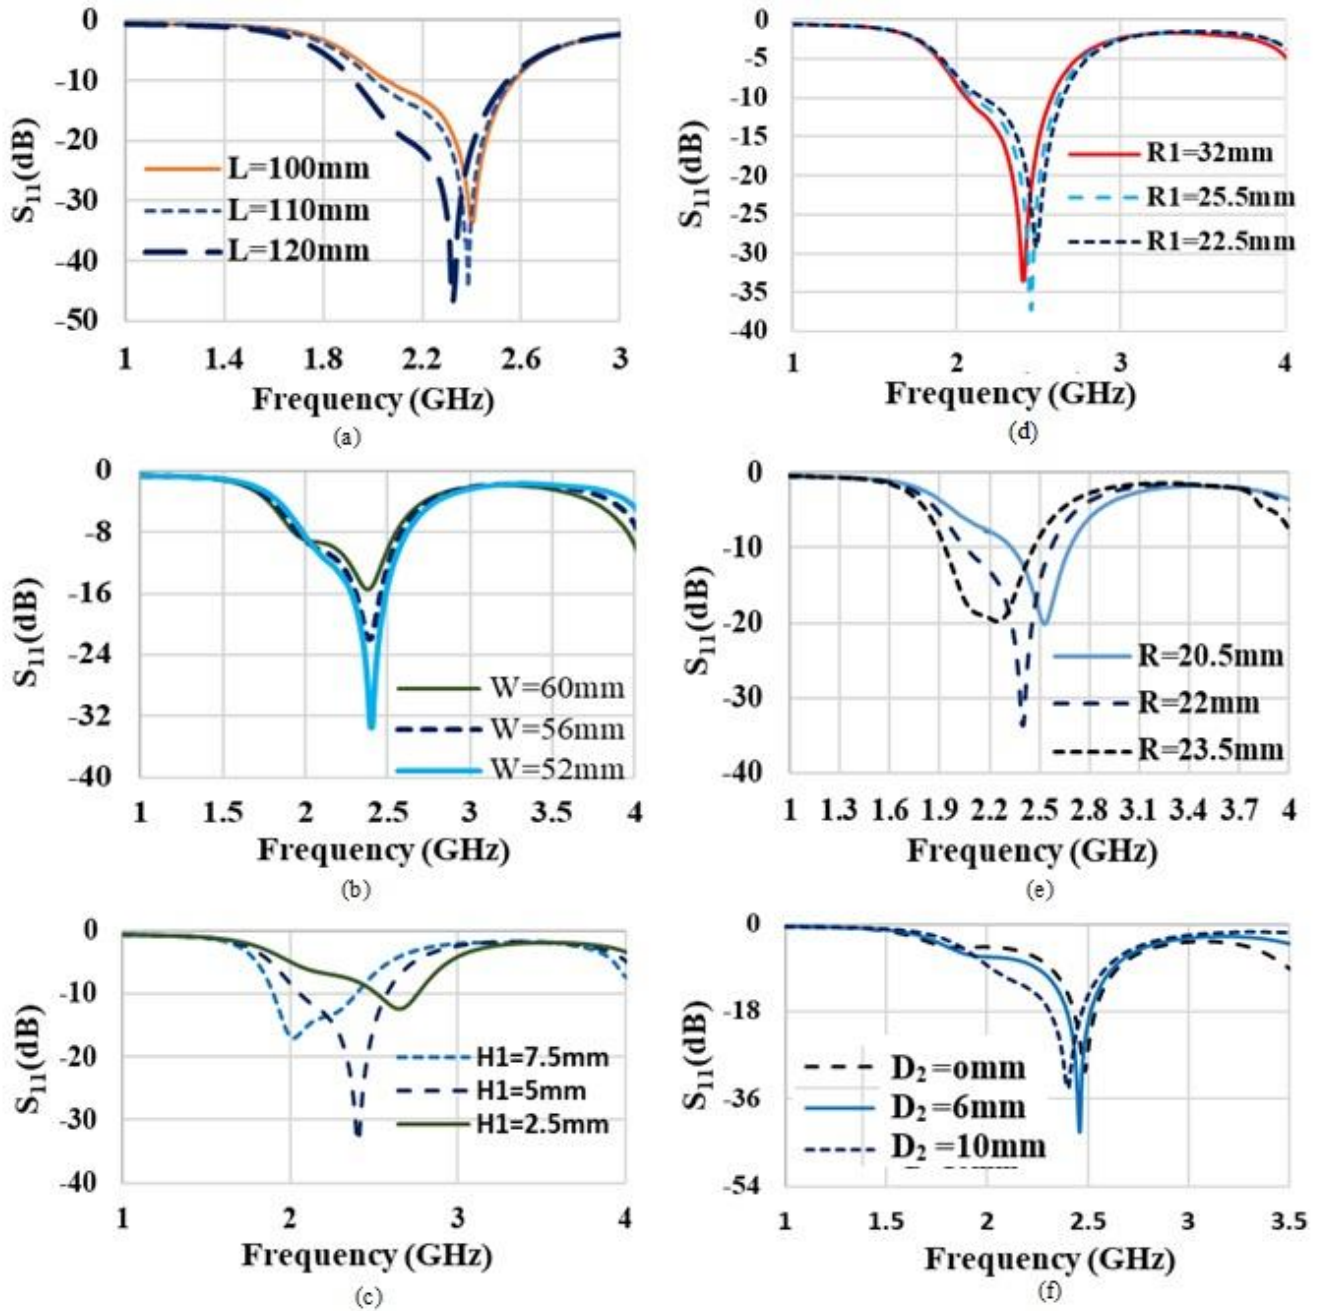 0
-10
-20
-30
-40
-50
S11(dB)
L=100mm
L=110mm
L=120mm
1 1.4 1.8 2.2 2.6 3
Frequency (GHz)
(a)
0
-5
-10
-15
-20
-25
-30
-35
-40
S11(dB)
R1=32mm
R1=25.5mm
R1=22.5mm
1 2 3 4
Frequency (GHz)
(d)
0
-8
-16
-24
-32
-40
S11(dB)
W=60mm
W=56mm
W=52mm
1 2 2.5 3 3.5 4
Frequency (GHz)
(b)
0
-10
-20
-30
-40
S11(dB)
R=20.5mm
R=22mm
R=23.5mm
1 1.3 1.6 1.9 2.2 2.5 2.8 3.1 3.4 3.7 4
Frequency (GHz)
(e)
0
-10
-20
-30
-40
S11(dB)
H1=7.5mm
H1=5mm
H1=2.5mm
1 2 3 4
Frequency (GHz)
(c)
0
-18
-36
-54
S11(dB)
D2 =omm
D2 =6mm
D2 =10mm
1 1.5 2 2.5 3 3.5
Frequency (GHz)
(f)